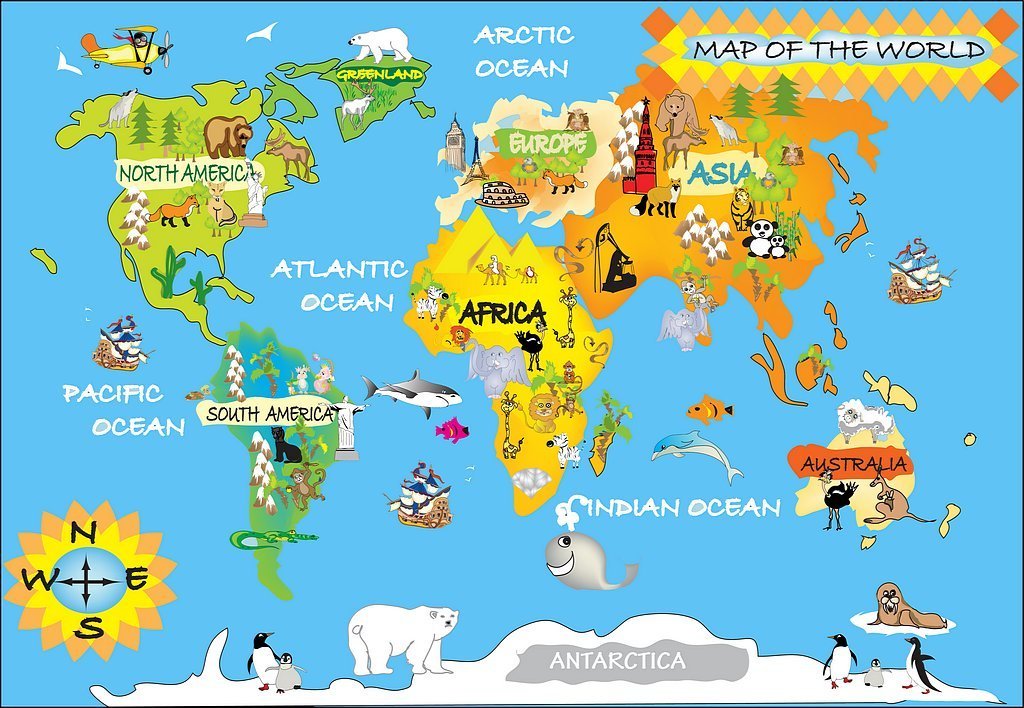 MAP OF THE WORLD
ARCTIC
OCEAN
GREENLAND
EUROPE
NORTH AMERICA
ASIA
ATLANTIC
OCEAN
AFRICA
PACIFIC
OCEAN
SOUTH AMERICA
AUSTRALIA
INDIAN OCEAN
N
W E
S
ANTARCTICA